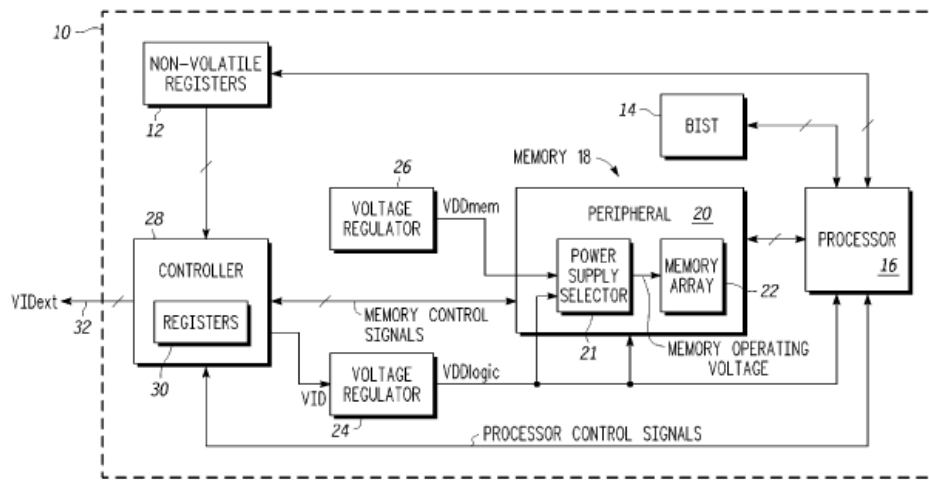 10
NON-VOLATILE
REGISTERS
12
14
BIST
MEMORY 18
26
VOLTAGE
REGULATOR
VDDmem
PERIPHERAL 20
POWER
SUPPLY
SELECTOR
21
MEMORY
ARRAY
22
PROCESSOR
16
28
CONTROLLER
REGISTERS
30
VIDext
32
MEMORY CONTROL
SIGNALS
MEMORY OPERATING
VOLTAGE
VID
VOLTAGE
REGULATOR
24
VDDlogic
PROCESSOR CONTROL SIGNALS